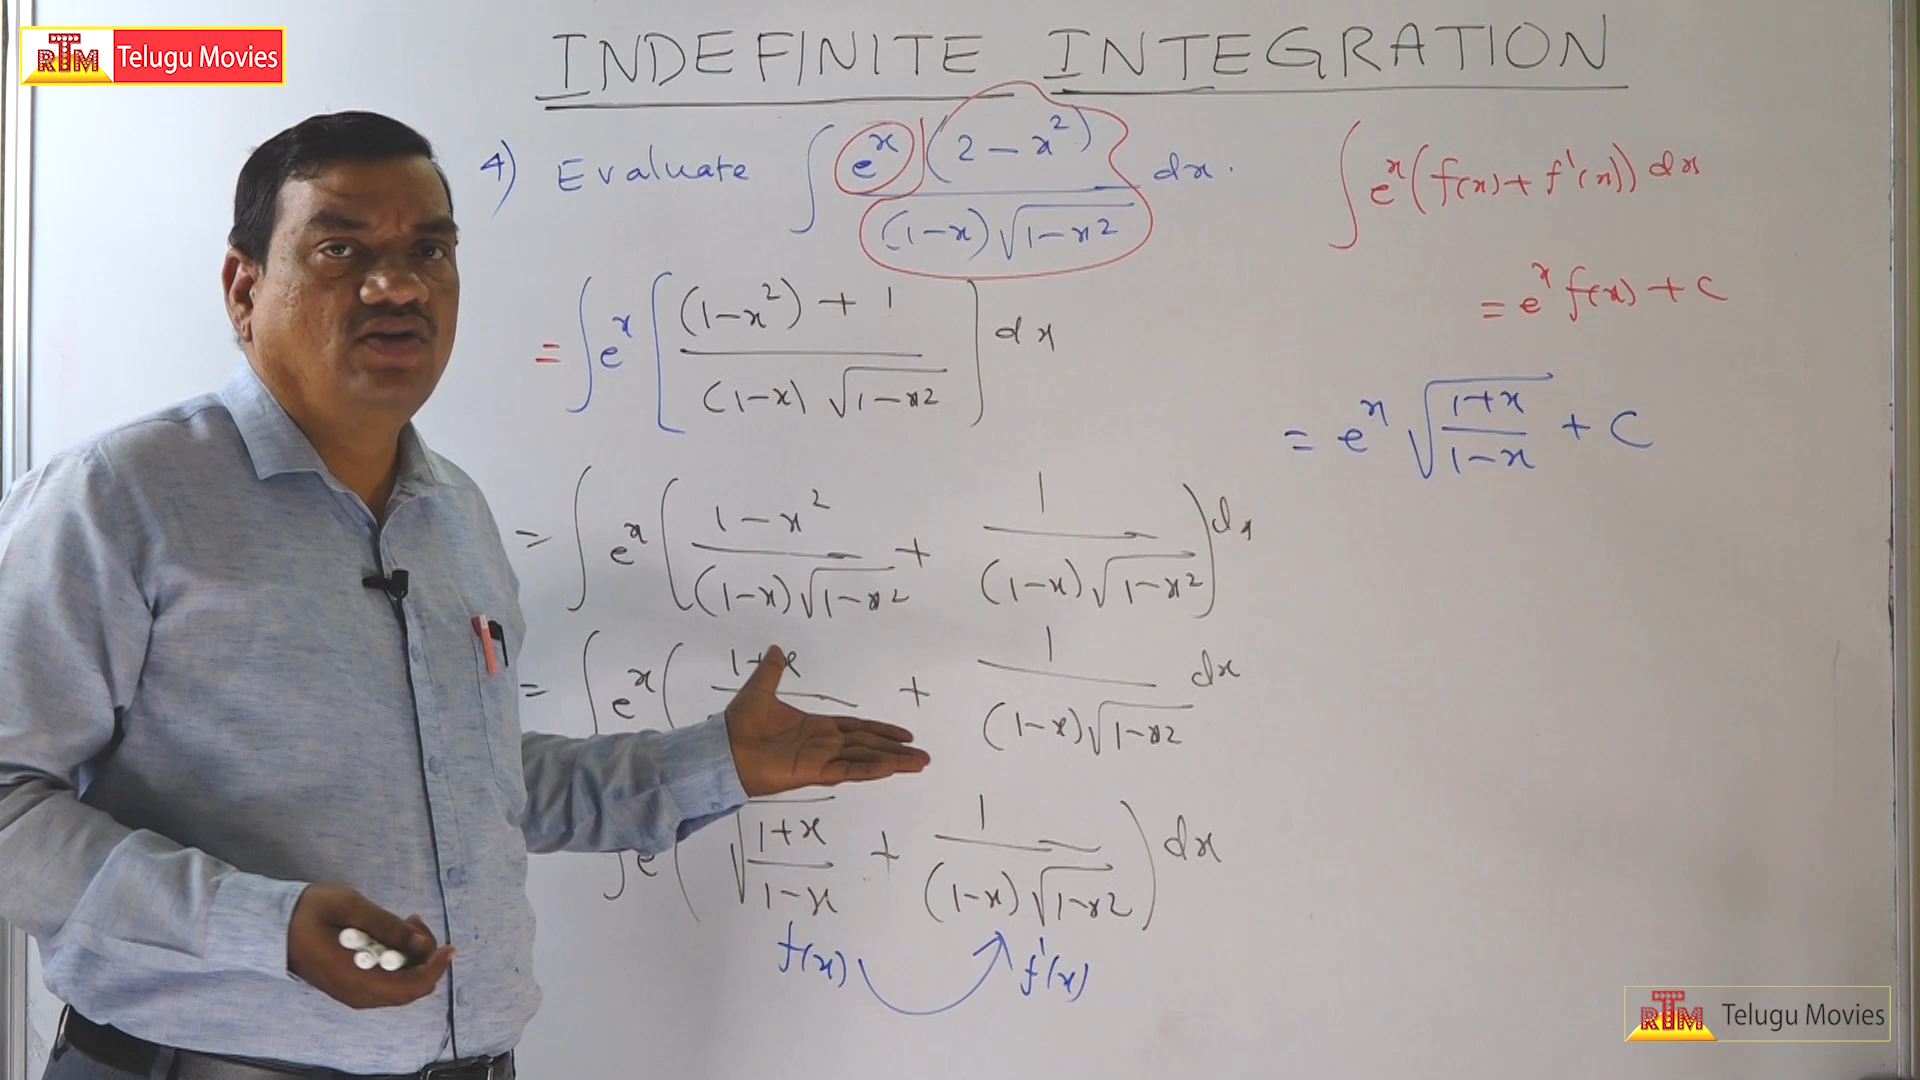 RTM Telugu Movies
INDEFINITE INTEGRATION
4) Evaluate ∫ e^x (2 − x²) / (1−x)√(1−x²) dx.
∫ e^x (f(x) + f'(x)) dx
= e^x f(x) + C
= ∫ e^x [ (1−x²) + 1 / (1−x) √(1−x²) ] dx
= e^x √(1+x / 1−x) + C
= ∫ e^x ( 1−x² / (1−x)√(1−x²) + 1 / (1−x)√(1−x²) ) dx
= ∫ e^x ( 1+x + 1 / (1−x)√(1−x²) dx
∫ e ( √(1+x / 1−x) + 1 / (1−x)√(1−x²) ) dx
f(x) f'(x)
RTM Telugu Movies